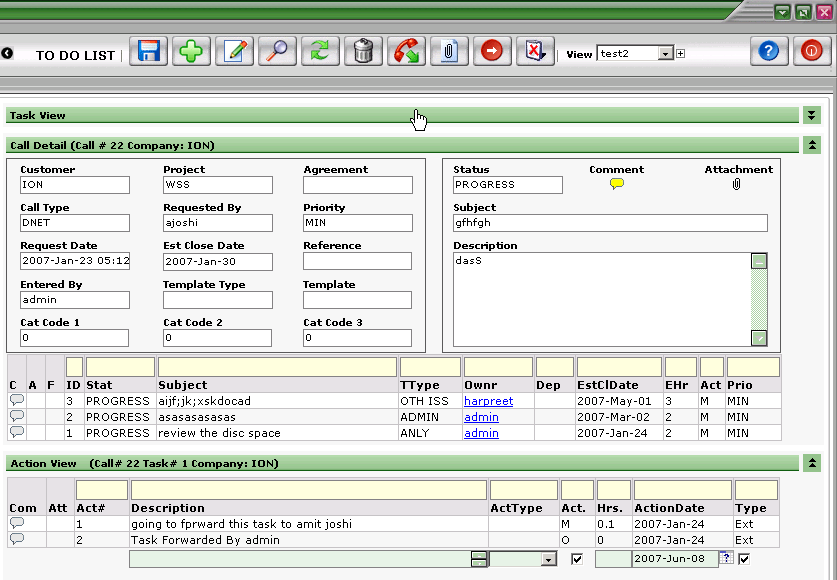 TO DO LIST View test2
Task View
Call Detail (Call # 22 Company: ION)
Customer Project Agreement Status Comment Attachment
ION WSS PROGRESS
Call Type Requested By Priority Subject
DNET ajoshi MIN gfhfgh
Request Date Est Close Date Reference Description
2007-Jan-23 05:12 2007-Jan-30 dasS
Entered By Template Type Template
admin
Cat Code 1 Cat Code 2 Cat Code 3
0 0 0
C A F ID Stat Subject TType Ownr Dep EstClDate EHr Act Prio
3 PROGRESS aijf;jk;xskdocad OTH ISS harpreet 2007-May-01 3 M MIN
2 PROGRESS asasasasasas ADMIN admin 2007-Mar-02 2 M MIN
1 PROGRESS review the disc space ANLY admin 2007-Jan-24 2 M MIN
Action View (Call# 22 Task# 1 Company: ION)
Com Att Act# Description ActType Act. Hrs. ActionDate Type
1 going to fprward this task to amit joshi M 0.1 2007-Jan-24 Ext
2 Task Forwarded By admin O 0 2007-Jan-24 Ext
2007-Jun-08